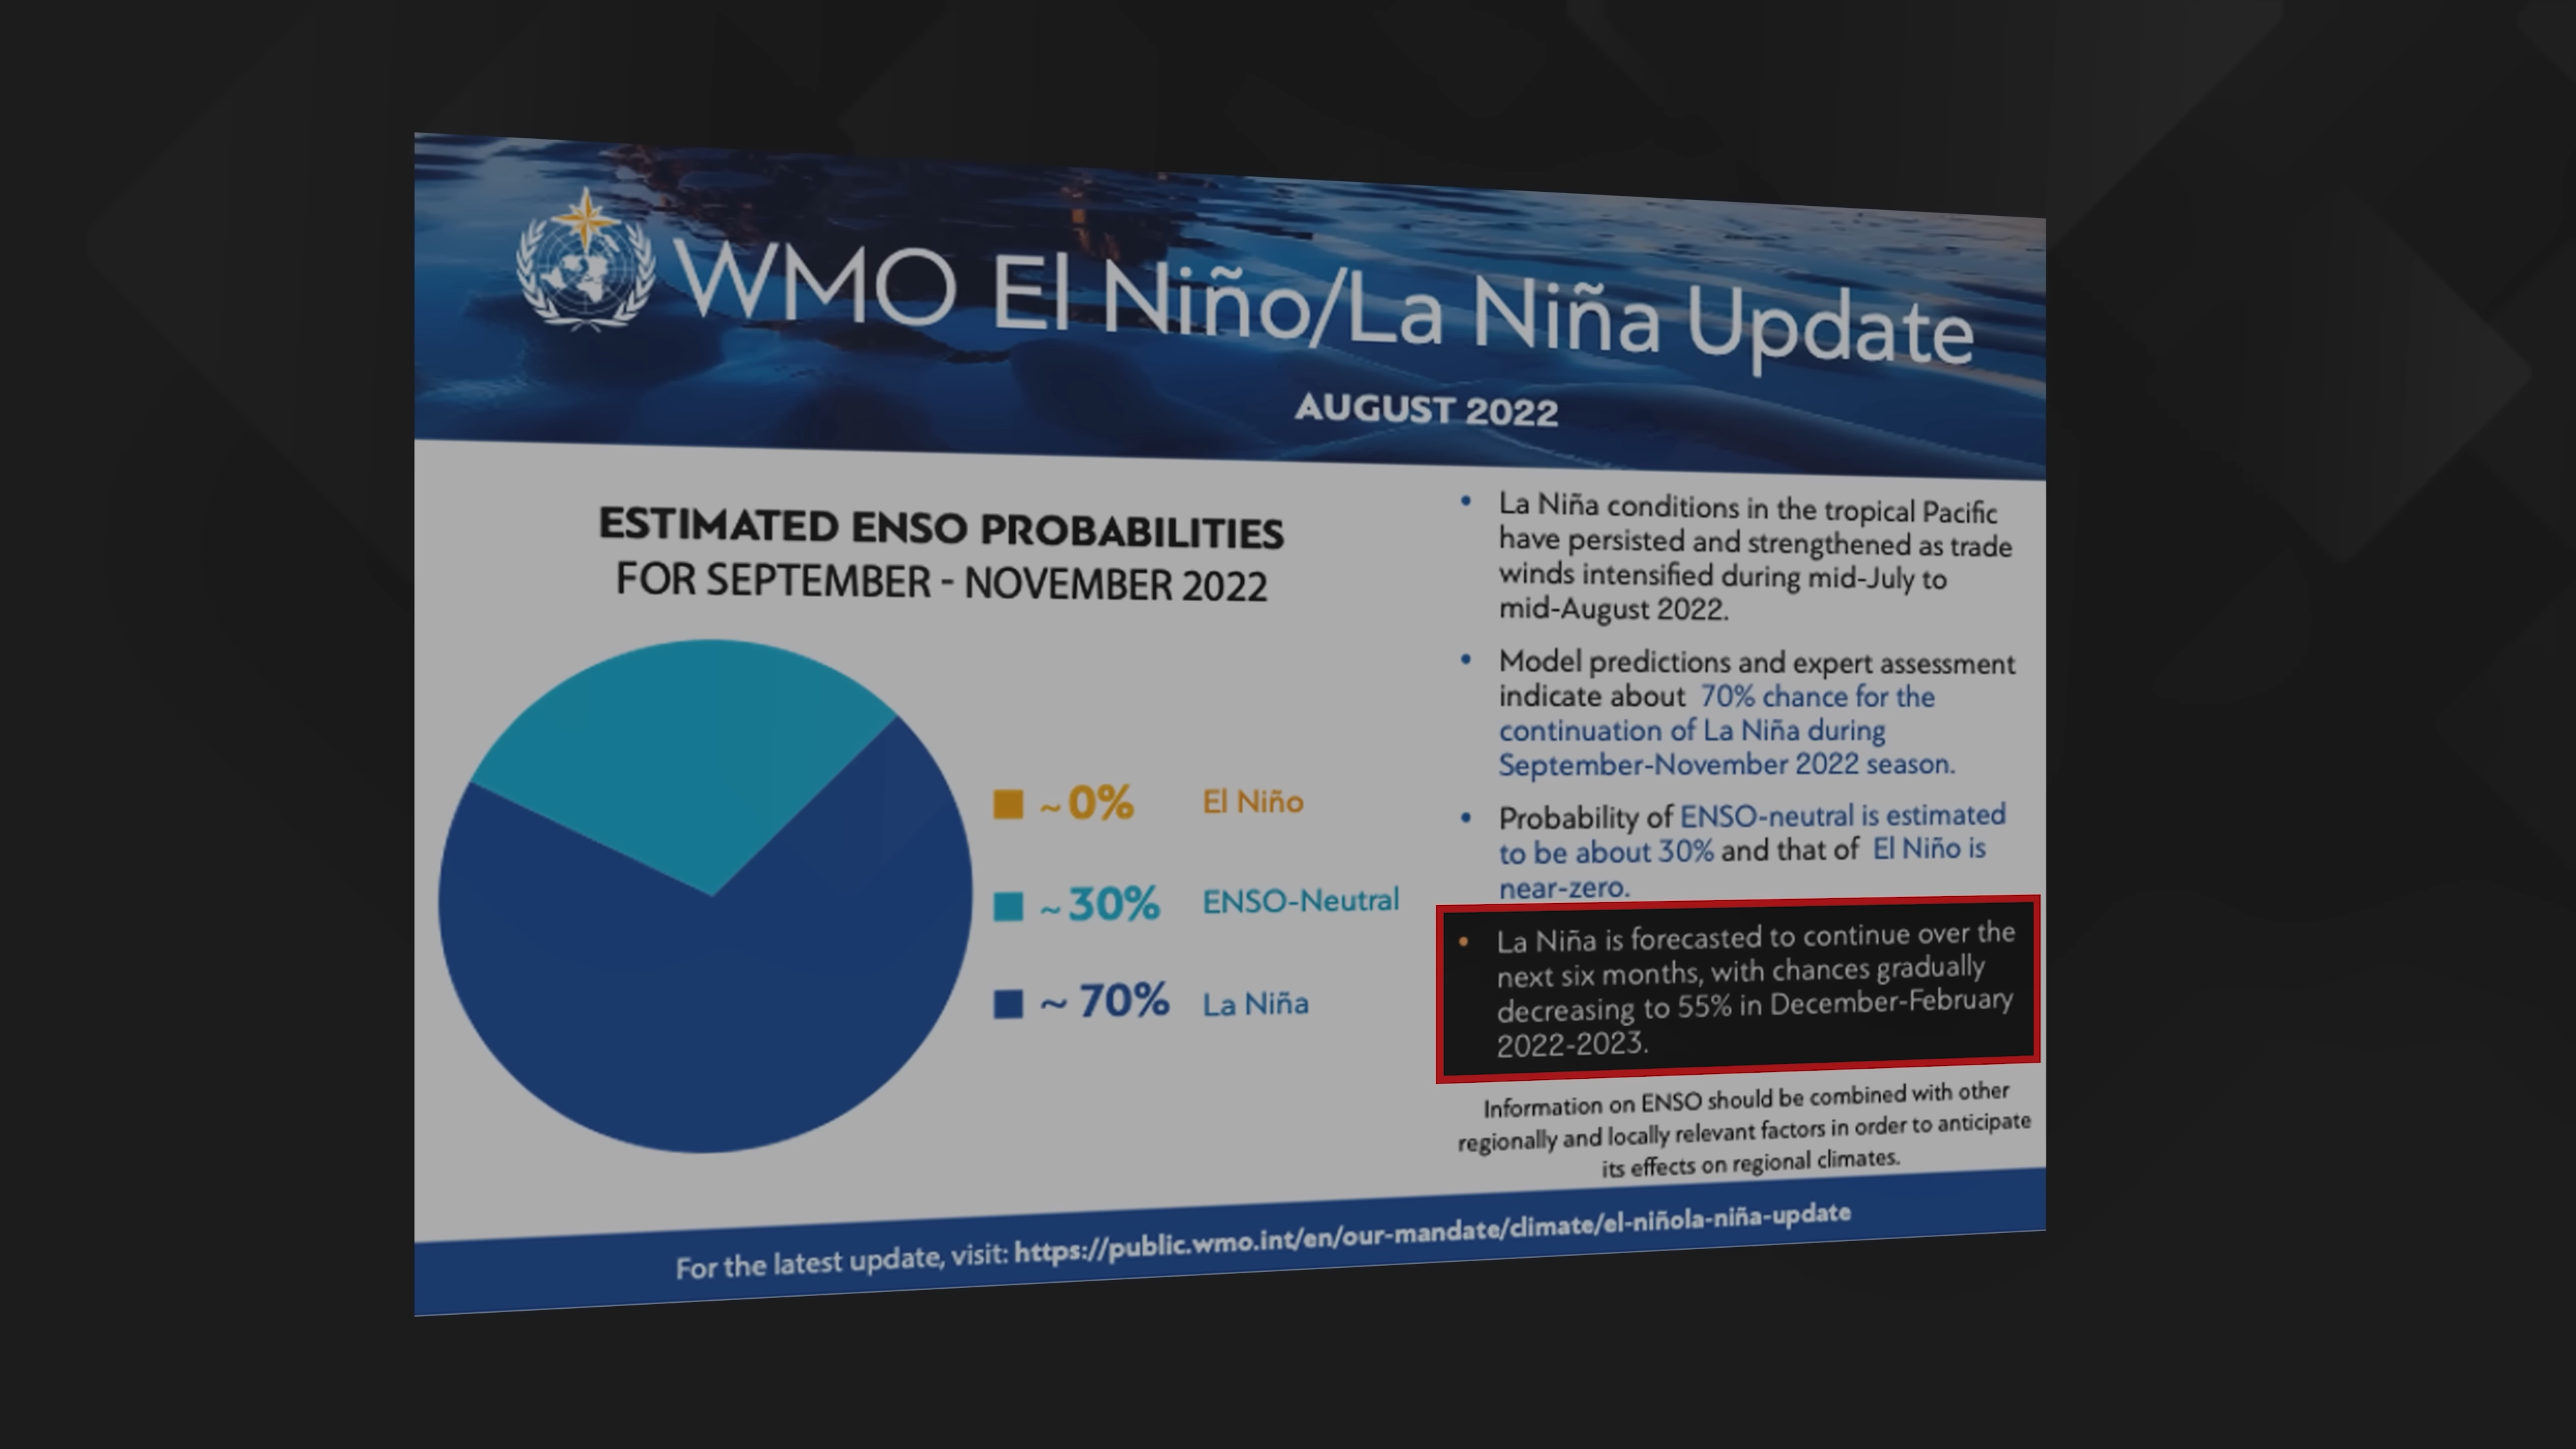 WMO El Niño/La Niña Update
AUGUST 2022
ESTIMATED ENSO PROBABILITIES
FOR SEPTEMBER - NOVEMBER 2022
~0% El Niño
~30% ENSO-Neutral
~ 70% La Niña
• La Niña conditions in the tropical Pacific
have persisted and strengthened as trade
winds intensified during mid-July to
mid-August 2022.
• Model predictions and expert assessment
indicate about 70% chance for the
continuation of La Niña during
September-November 2022 season.
• Probability of ENSO-neutral is estimated
to be about 30% and that of El Niño is
near-zero.
• La Niña is forecasted to continue over the
next six months, with chances gradually
decreasing to 55% in December-February
2022-2023.
Information on ENSO should be combined with other
regionally and locally relevant factors in order to anticipate
its effects on regional climates.
For the latest update, visit: https://public.wmo.int/en/our-mandate/climate/el-niñola-niña-update